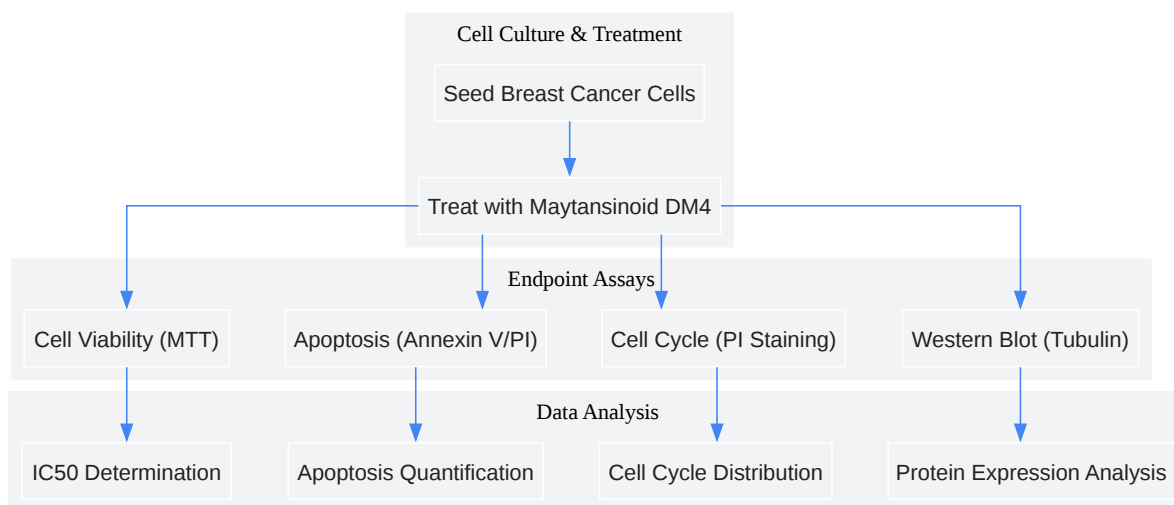 Cell Culture & Treatment
Seed Breast Cancer Cells
Treat with Maytansinoid DM4
Endpoint Assays
Cell Viability (MTT)
Apoptosis (Annexin V/PI)
Cell Cycle (PI Staining)
Western Blot (Tubulin)
Data Analysis
IC50 Determination
Apoptosis Quantification
Cell Cycle Distribution
Protein Expression Analysis